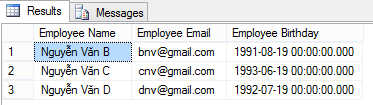 Results Messages
Employee Name Employee Email Employee Birthday
1 Nguyễn Văn B bnv@gmail.com 1991-08-19 00:00:00.000
2 Nguyễn Văn C cnv@gmail.com 1993-06-19 00:00:00.000
3 Nguyễn Văn D dnv@gmail.com 1992-07-19 00:00:00.000